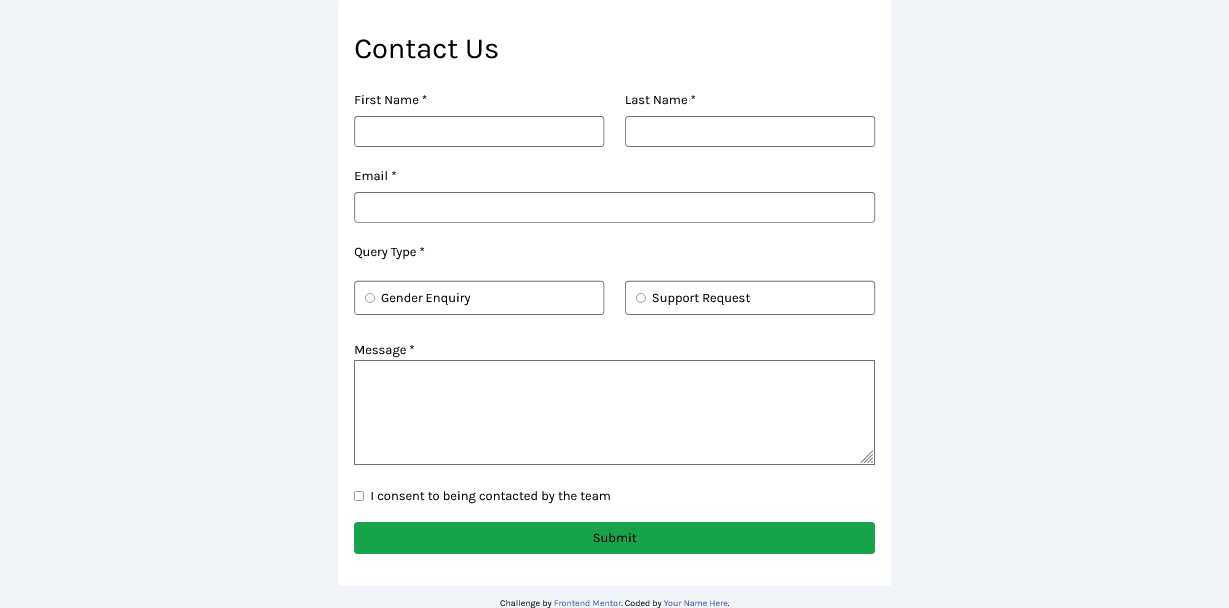 Contact Us
First Name * Last Name *
Email *
Query Type *
Gender Enquiry Support Request
Message *
I consent to being contacted by the team
Submit
Challenge by Frontend Mentor. Coded by Your Name Here.